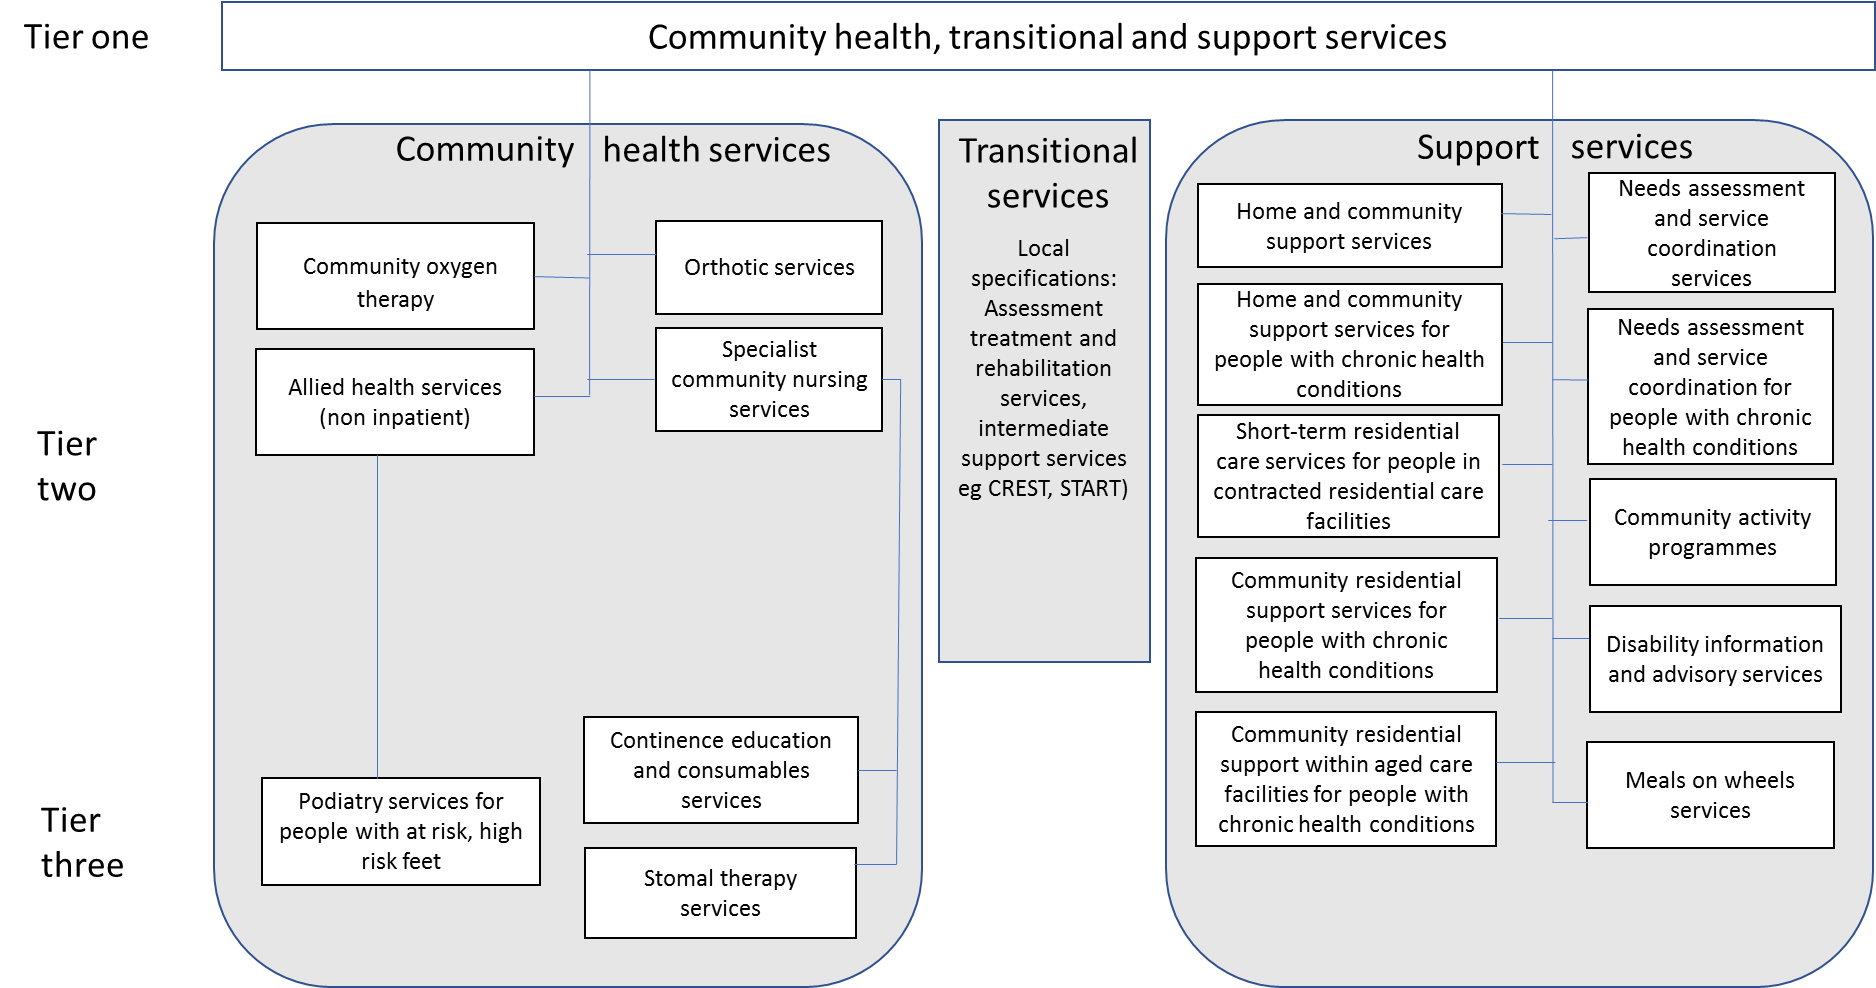 Tier one
Community health, transitional and support services
Community health services
Community oxygen
therapy
Orthotic services
Allied health services
(non inpatient)
Specialist
community nursing
services
Tier
two
Tier
three
Podiatry services for
people with at risk, high
risk feet
Continence education
and consumables
services
Stomal therapy
services
Transitional
services
Local
specifications:
Assessment
treatment and
rehabilitation
services,
intermediate
support services
eg CREST, START)
Support services
Home and community
support services
Needs assessment
and service
coordination
services
Home and community
support services for
people with chronic health
conditions
Needs assessment
and service
coordination for
people with chronic
health conditions
Short-term residential
care services for people in
contracted residential care
facilities
Community activity
programmes
Community residential
support services for
people with chronic
health conditions
Disability information
and advisory services
Community residential
support within aged care
facilities for people with
chronic health conditions
Meals on wheels
services